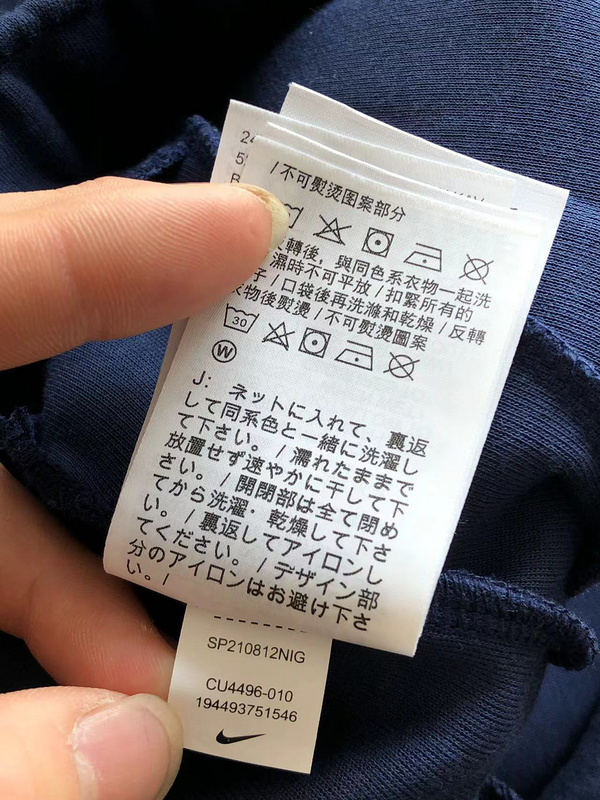 24
5
B
/不可熨烫图案部分
轉後，與同色系衣物一起洗
濕時不可平放/扣緊所有的
子/口袋後再洗滌和乾燥/反轉
衣物後熨燙/不可熨燙圖案
30
W
J: ネットに入れて、裏返
して同系色と一緒に洗濯し
て下さい。/濡れたままで
放置せず速やかに干して下
さい。/開閉部は全て閉め
てから洗濯・乾燥して下さ
い。/裏返してアイロンし
てください。/デザイン部
分のアイロンはお避け下さ
い。/
SP210812NIG
CU4496-010
194493751546